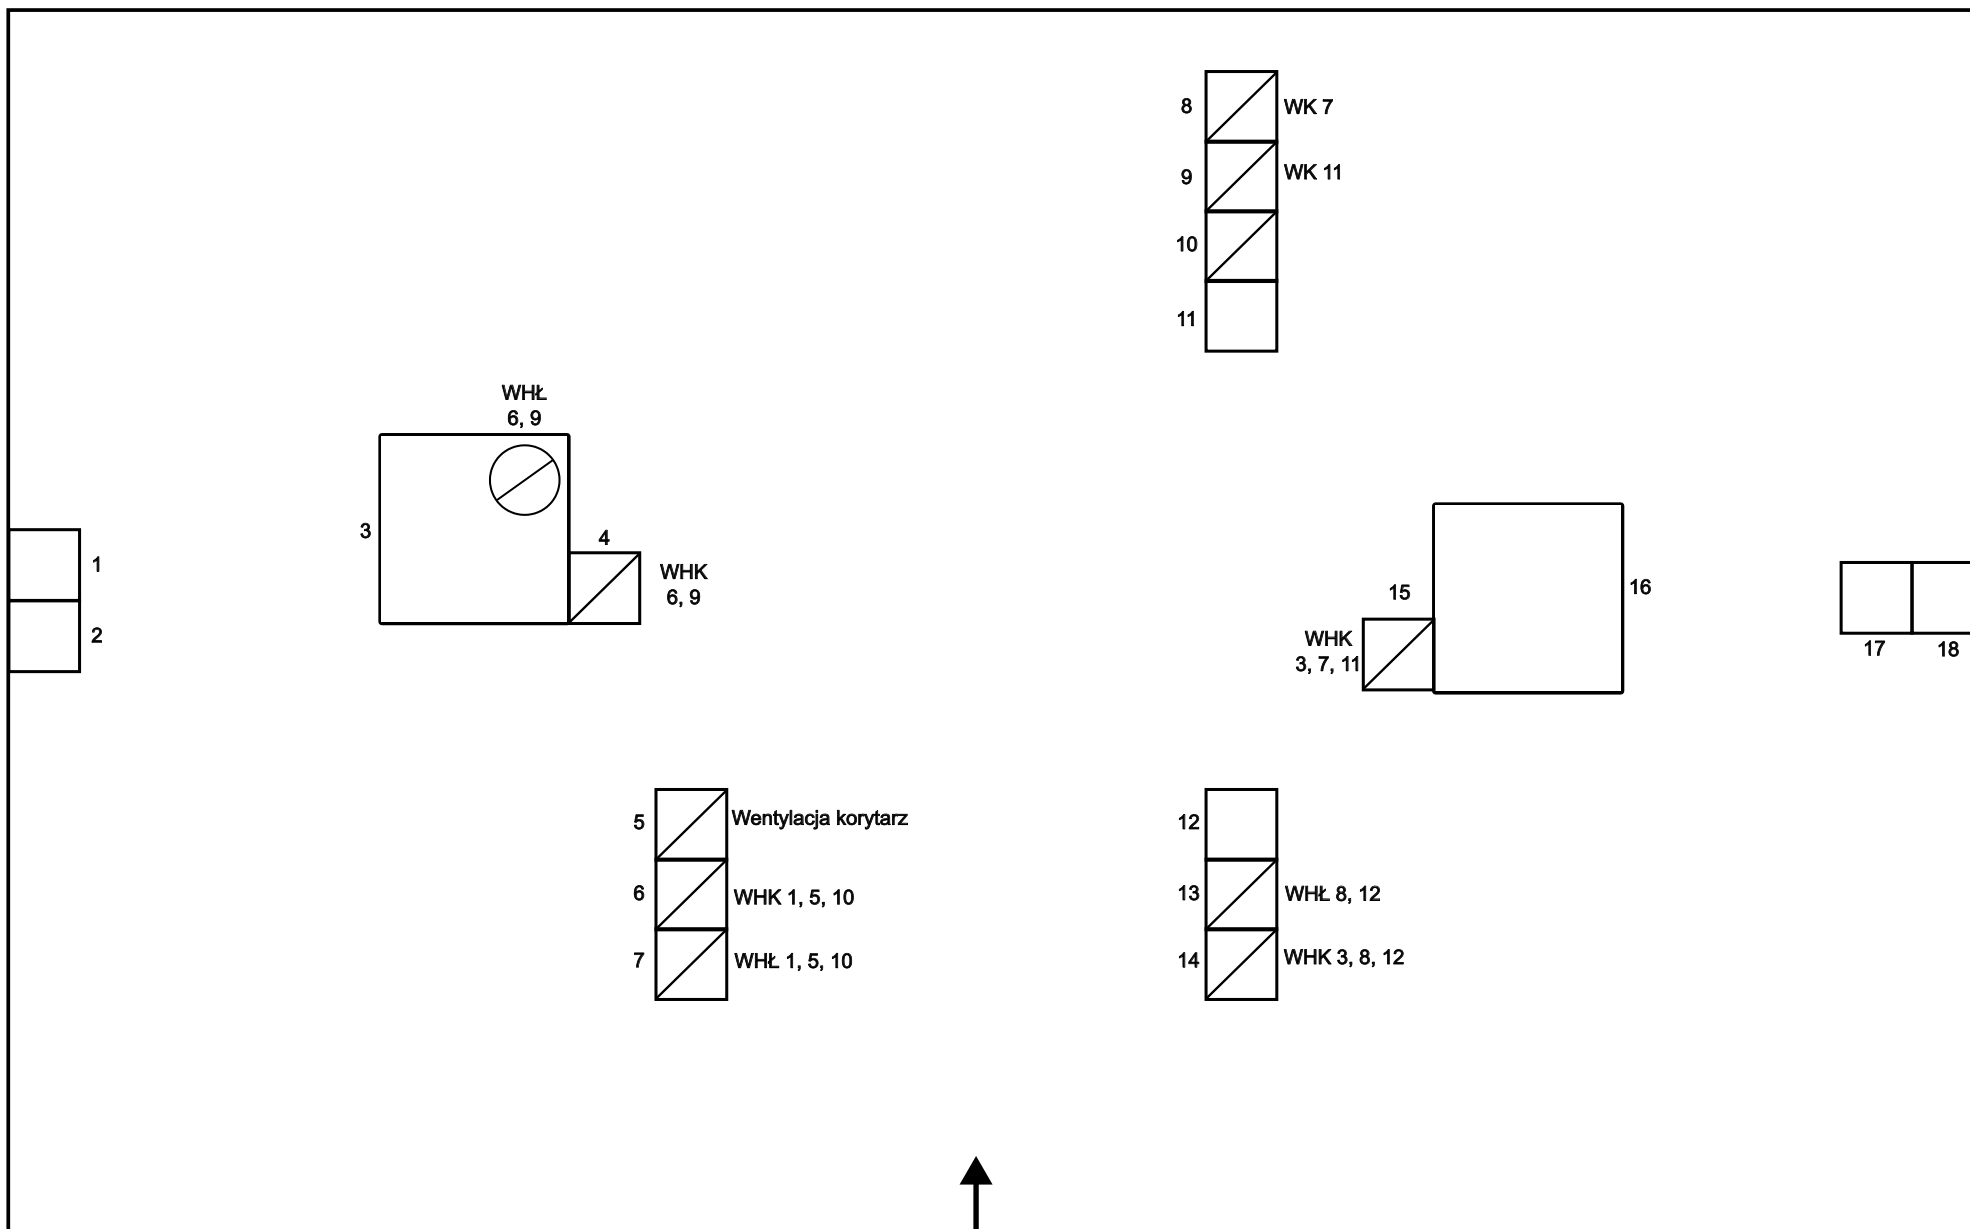 8 WK 7
9 WK 11
10
11
WHŁ
6, 9
3
4
WHK
6, 9
1
2
15
WHK
3, 7, 11
16
17 18
5 Wentylacja korytarz
6 WHK 1, 5, 10
7 WHŁ 1, 5, 10
12
13 WHŁ 8, 12
14 WHK 3, 8, 12